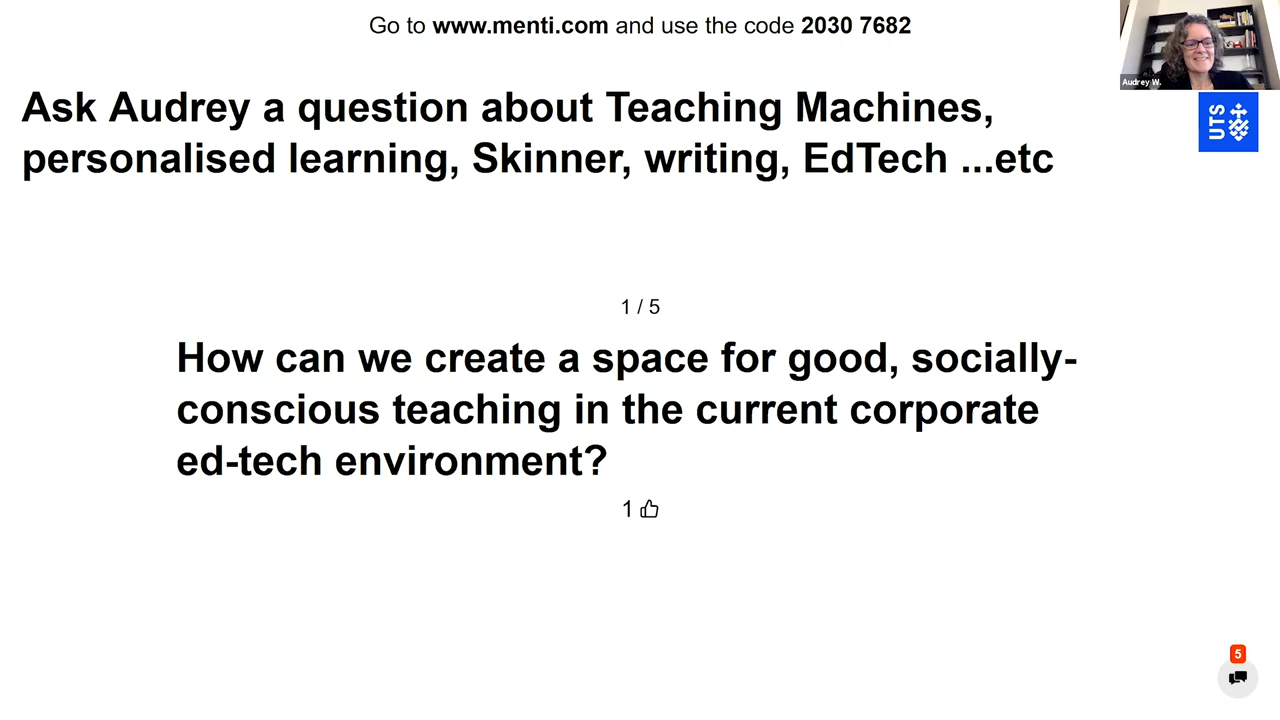 Go to www.menti.com and use the code 2030 7682
Audrey W.
Ask Audrey a question about Teaching Machines,
personalised learning, Skinner, writing, EdTech ...etc
UTS
1 / 5
How can we create a space for good, socially-
conscious teaching in the current corporate
ed-tech environment?
1
5